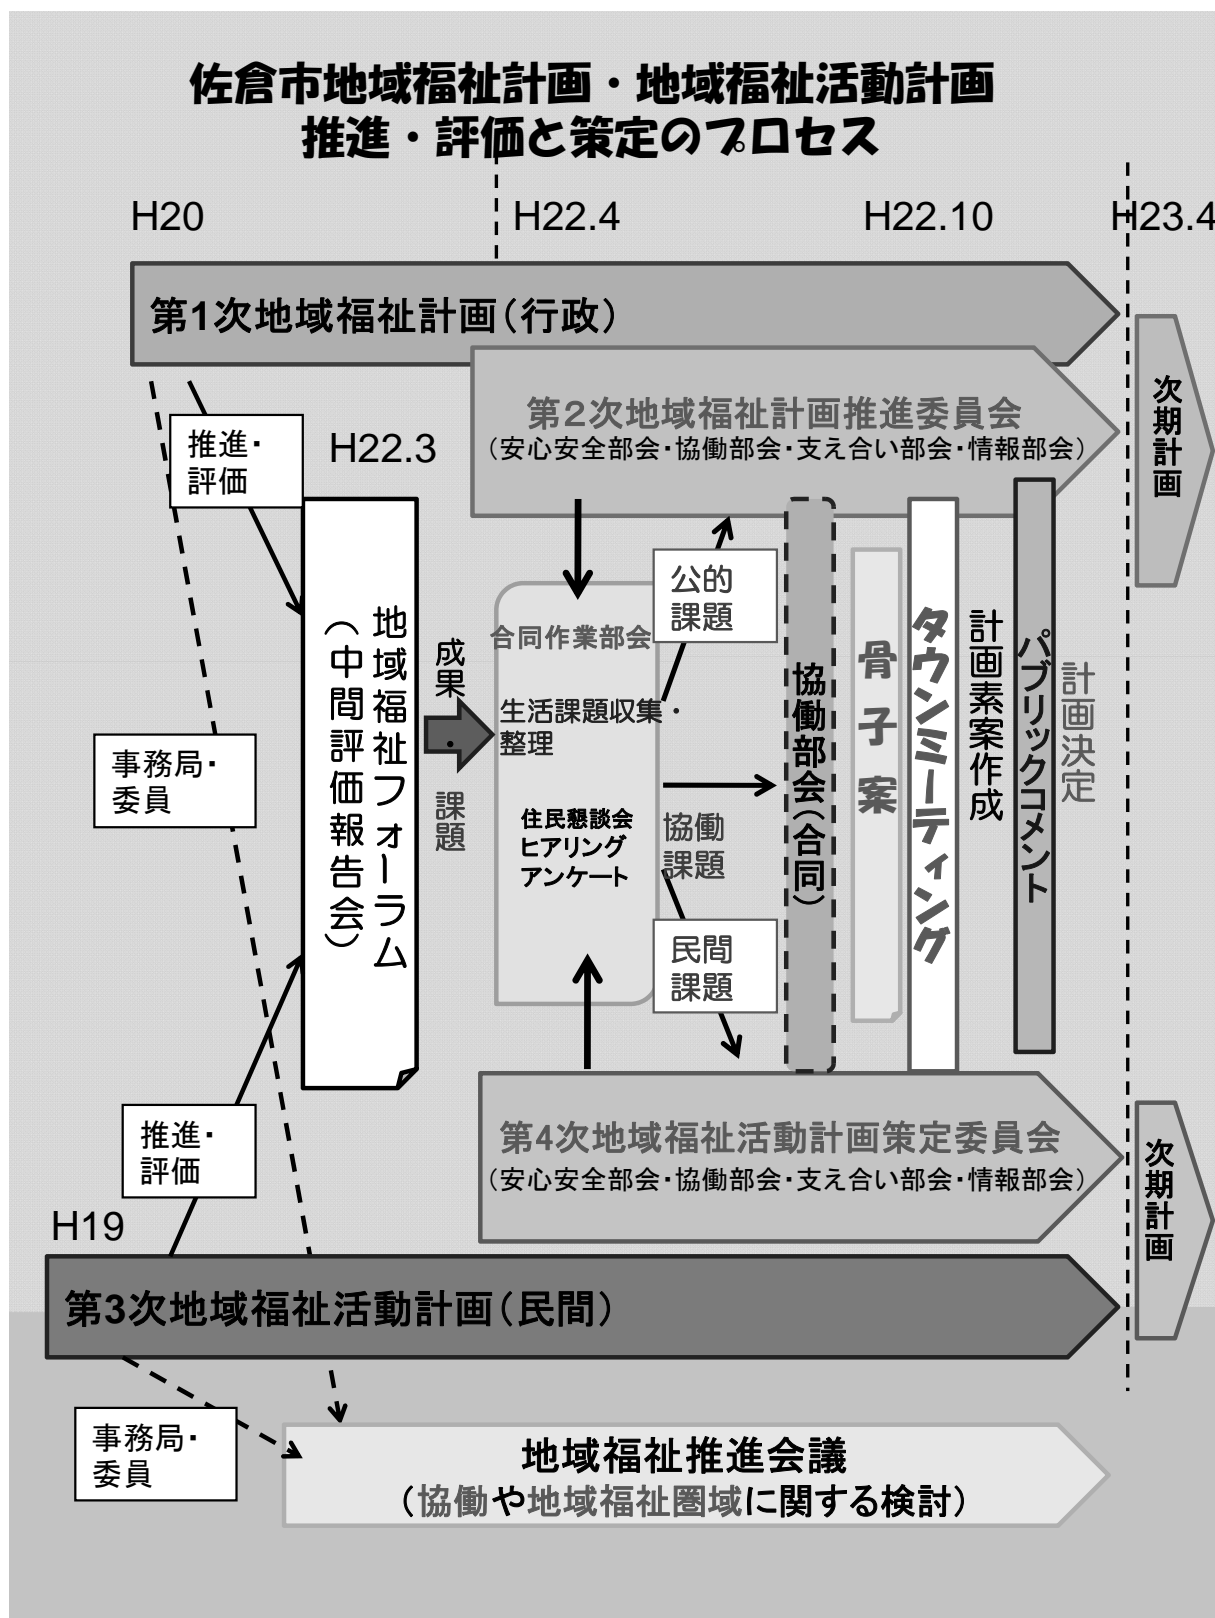 佐倉市地域福祉計画・地域福祉活動計画
推進・評価と策定のプロセス
H20
H22.4
H22.10
H23.4
第1次地域福祉計画（行政）
次期計画
第２次地域福祉計画推進委員会
（安心安全部会・協働部会・支え合い部会・情報部会）
推進・
評価
H22.3
地域福祉フォーラム
（中間評価報告会）
成果・課題
合同作業部会
生活課題収集・
整理
住民懇談会
ヒアリング
アンケート
公的
課題
協働
課題
民間
課題
協働部会（合同）
骨子案
タウンミーティング
計画素案作成
パブリックコメント
計画決定
事務局・
委員
推進・
評価
第4次地域福祉活動計画策定委員会
（安心安全部会・協働部会・支え合い部会・情報部会）
次期計画
H19
第3次地域福祉活動計画（民間）
事務局・
委員
地域福祉推進会議
（協働や地域福祉圏域に関する検討）